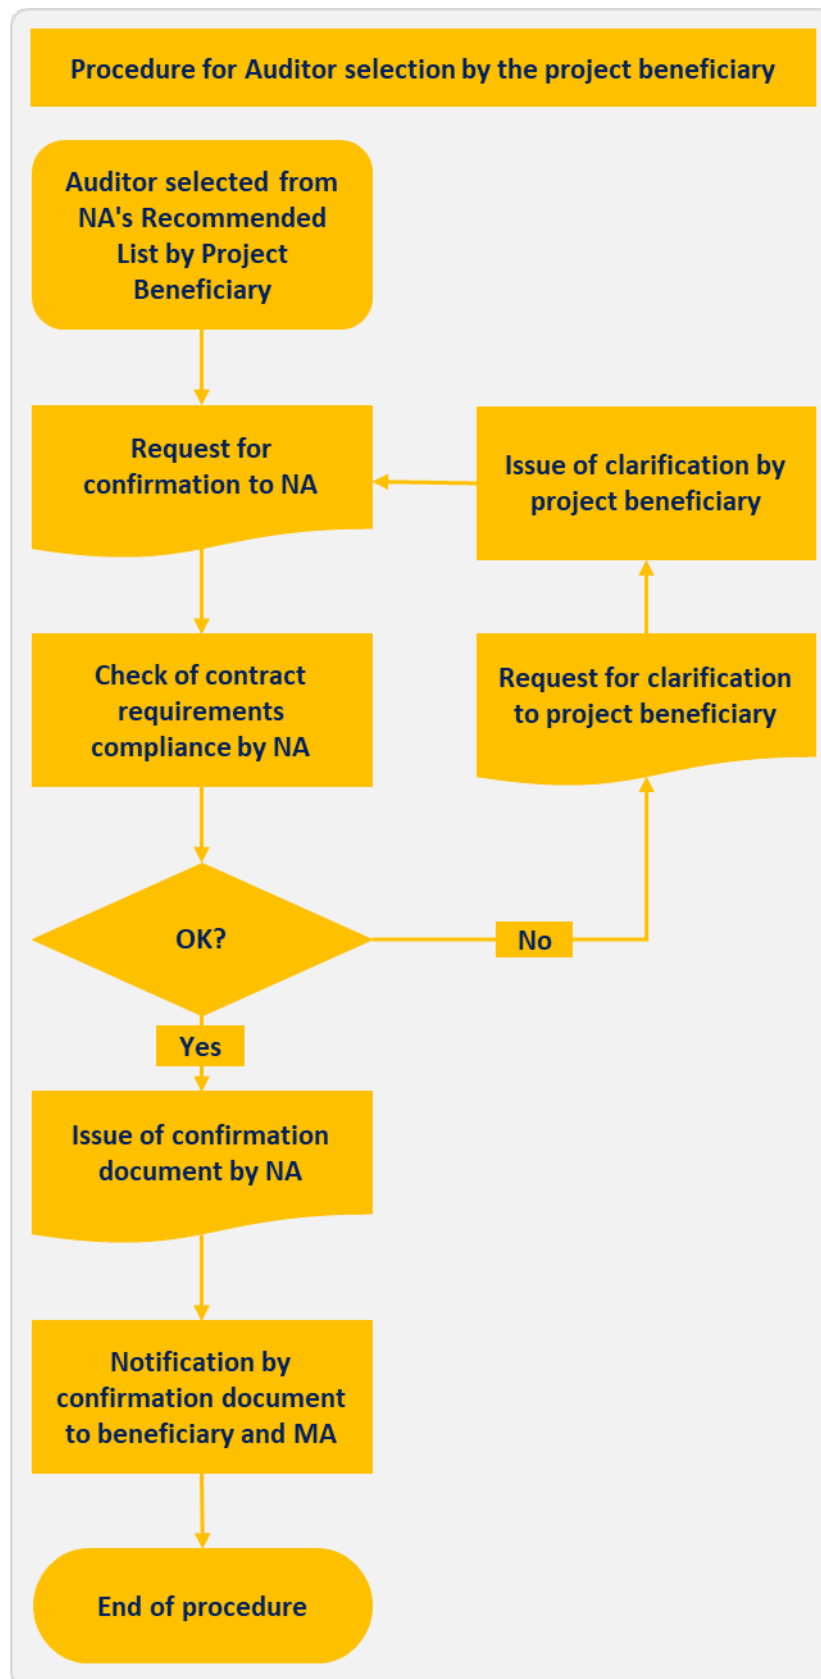 Procedure for Auditor selection by the project beneficiary
Auditor selected from
NA's Recommended
List by Project
Beneficiary
Request for
confirmation to NA
Issue of clarification by
project beneficiary
Check of contract
requirements
compliance by NA
Request for clarification
to project beneficiary
OK?
No
Yes
Issue of confirmation
document by NA
Notification by
confirmation document
to beneficiary and MA
End of procedure